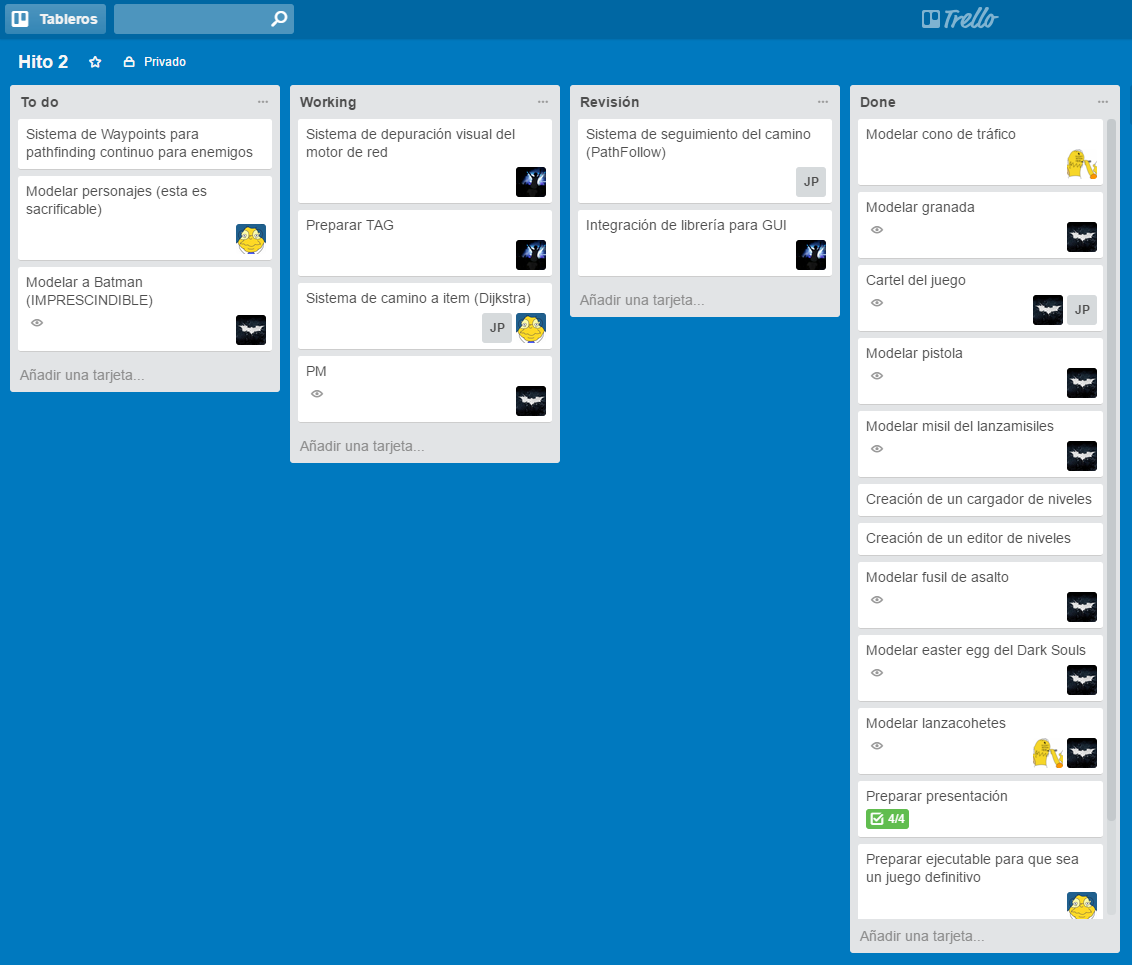 Tableros
Trello
Hito 2
Privado
To do
Sistema de Waypoints para
pathfinding continuo para enemigos
Modelar personajes (esta es
sacrificable)
Modelar a Batman
(IMPRESCINDIBLE)
Añadir una tarjeta...
Working
Sistema de depuración visual del
motor de red
Preparar TAG
Sistema de camino a item (Dijkstra)
JP
PM
Añadir una tarjeta...
Revisión
Sistema de seguimiento del camino
(PathFollow)
JP
Integración de librería para GUI
Añadir una tarjeta...
Done
Modelar cono de tráfico
Modelar granada
Cartel del juego
JP
Modelar pistola
Modelar misil del lanzamisiles
Creación de un cargador de niveles
Creación de un editor de niveles
Modelar fusil de asalto
Modelar easter egg del Dark Souls
Modelar lanzacohetes
Preparar presentación
4/4
Preparar ejecutable para que sea
un juego definitivo
Añadir una tarjeta...